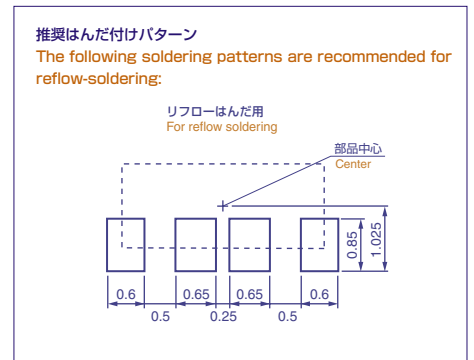 推奨はんだ付けパターン
The following soldering patterns are recommended for
reflow-soldering:
リフローはんだ用
For reflow soldering
部品中心
Center
0.85
1.025
0.6 0.65 0.65 0.6
0.5 0.25 0.5